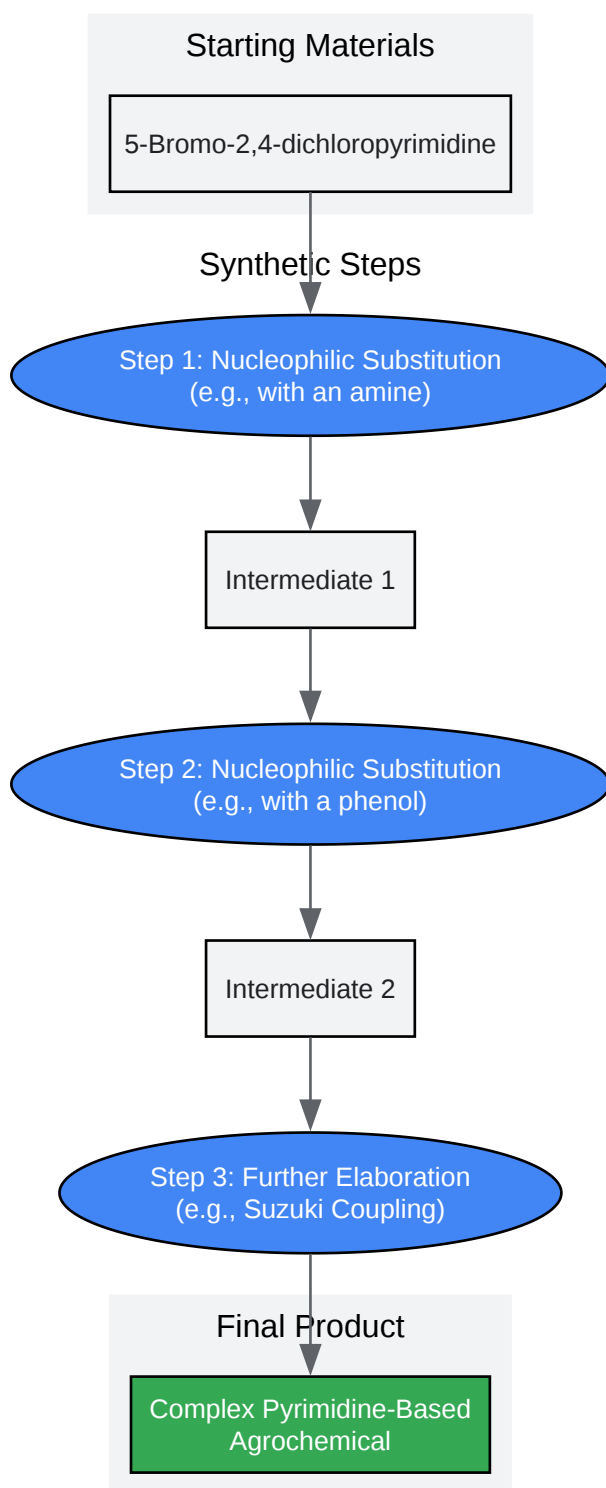 Starting Materials
5-Bromo-2,4-dichloropyrimidine
Synthetic Steps
Step 1: Nucleophilic Substitution
(e.g., with an amine)
Intermediate 1
Step 2: Nucleophilic Substitution
(e.g., with a phenol)
Intermediate 2
Step 3: Further Elaboration
(e.g., Suzuki Coupling)
Final Product
Complex Pyrimidine-Based
Agrochemical